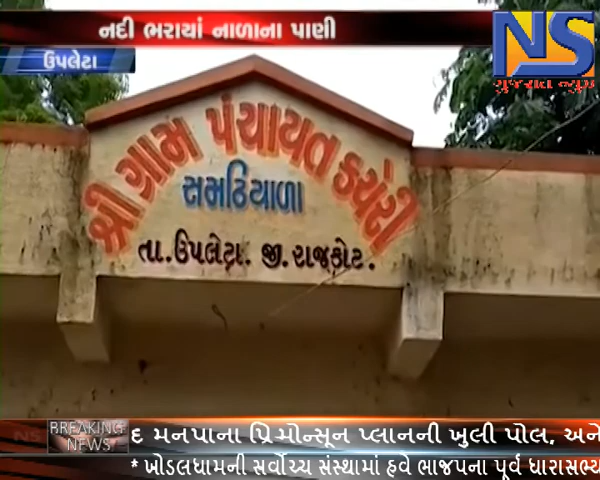 નદી ભરાયાં નાળાના પાણી
ઉપલેટા
NS
ગુજરાત ન્યુઝ
શ્રી ગ્રામ પંચાયત કચેરી
સમઢિયાળા
તા.ઉપલેટા. જી.રાજકોટ.
BREAKING NEWS
દ મનપાના પ્રિમોન્સૂન પ્લાનની ખુલી પોલ, અને
* ખોડલધામની સર્વોચ્ચ સંસ્થામાં હવે ભાજપના પૂર્વ ધારાસભ્ય